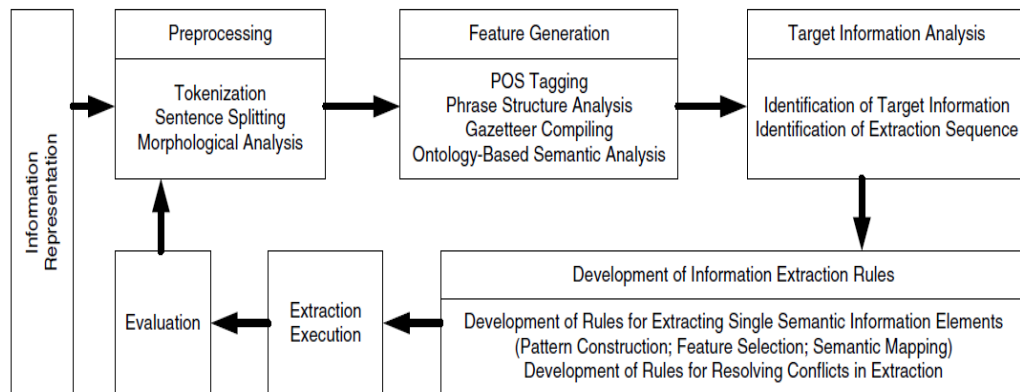 Information
Representation
Preprocessing
Tokenization
Sentence Splitting
Morphological Analysis
Feature Generation
POS Tagging
Phrase Structure Analysis
Gazetteer Compiling
Ontology-Based Semantic Analysis
Target Information Analysis
Identification of Target Information
Identification of Extraction Sequence
Development of Information Extraction Rules
Development of Rules for Extracting Single Semantic Information Elements
(Pattern Construction; Feature Selection; Semantic Mapping)
Development of Rules for Resolving Conflicts in Extraction
Extraction
Execution
Evaluation